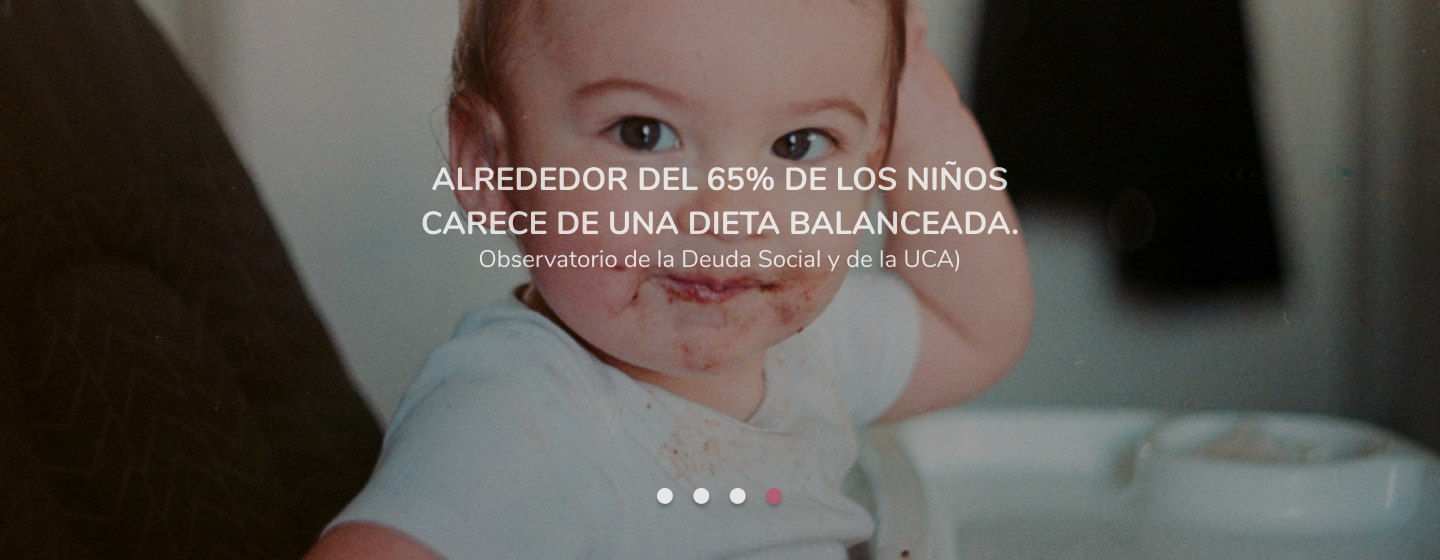 ALREDEDOR DEL 65% DE LOS NIÑOS
CARECE DE UNA DIETA BALANCEADA.
Observatorio de la Deuda Social y de la UCA)